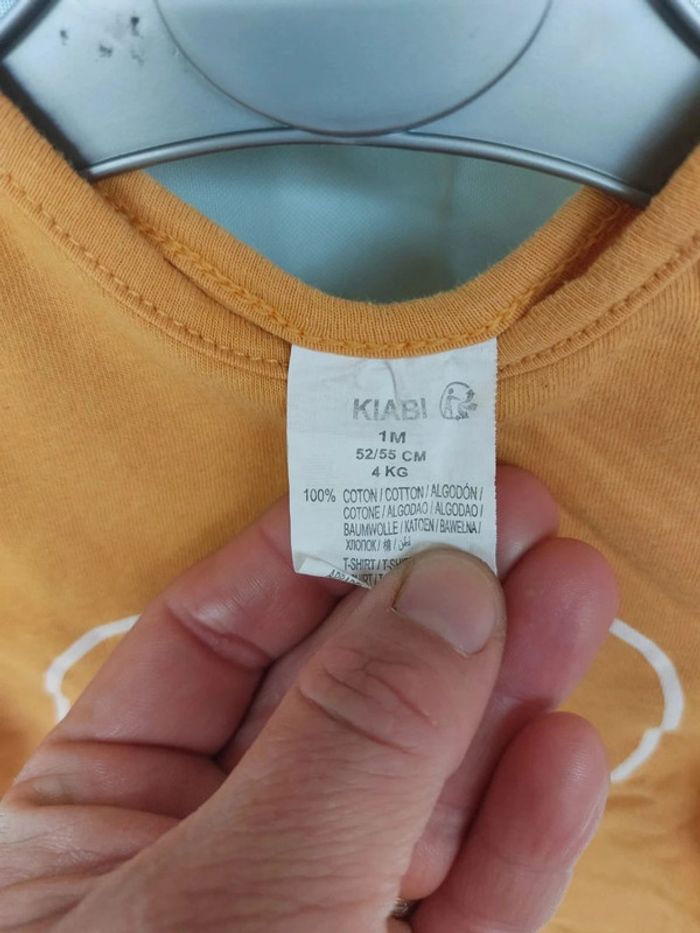 KIABI
1M
52/55 CM
4 KG
100% COTON / COTTON / ALGODÓN /
COTONE / ALGODAO / ALGODAO /
BAUMWOLLE / KATOEN / BAWEŁNA /
ХЛОПОК / 棉 / قطن
T-SHIRT /